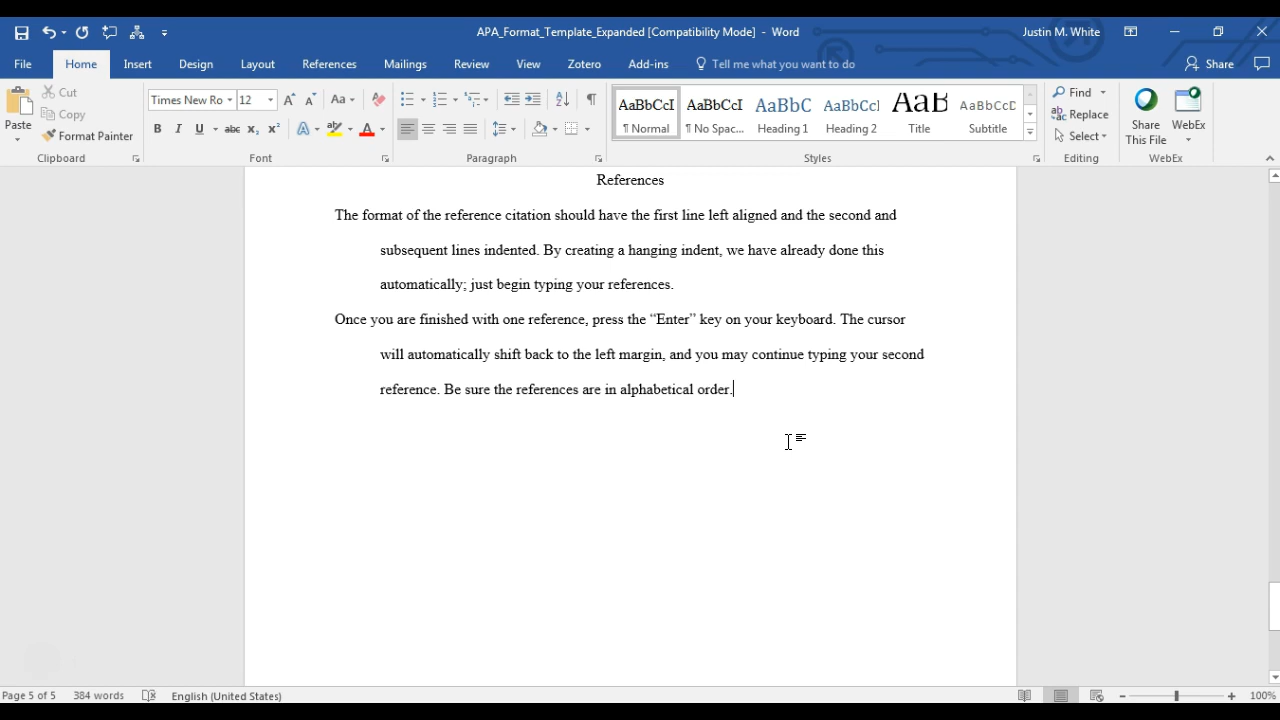 APA_Format_Template_Expanded [Compatibility Mode] - Word
Justin M. White
File Home Insert Design Layout References Mailings Review View Zotero Add-ins Tell me what you want to do Share
Paste
Cut
Copy
Format Painter
Clipboard
Times New Ro 12
Aa
B I U abc x₂ x² A A
Font
Paragraph
AaBbCcI AaBbCcI AaBbC AaBbCcl AaB AaBbCcD
¶ Normal ¶ No Spac... Heading 1 Heading 2 Title Subtitle
Styles
Find
Replace
Select
Editing
Share This File
WebEx
WebEx
References
The format of the reference citation should have the first line left aligned and the second and
subsequent lines indented. By creating a hanging indent, we have already done this
automatically; just begin typing your references.
Once you are finished with one reference, press the “Enter” key on your keyboard. The cursor
will automatically shift back to the left margin, and you may continue typing your second
reference. Be sure the references are in alphabetical order.
Page 5 of 5 384 words English (United States) 100%